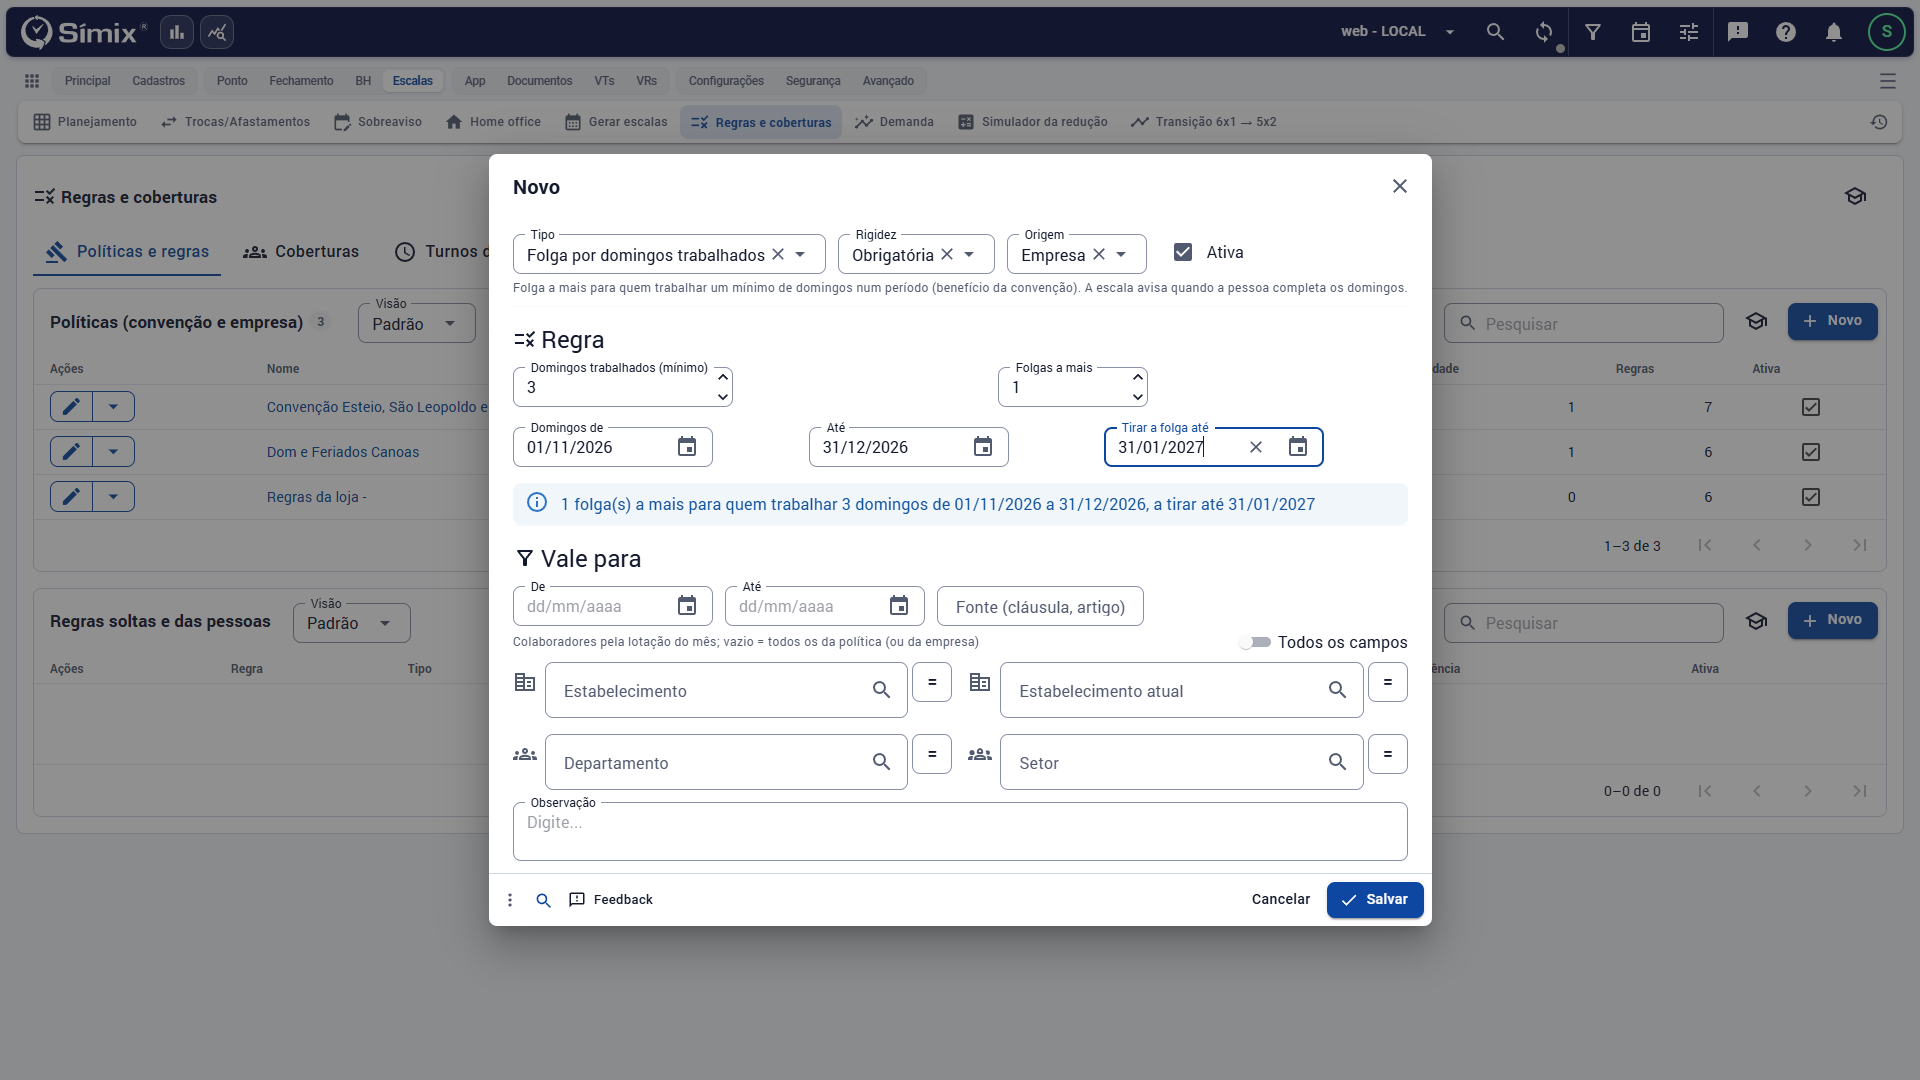 Símix®
web - LOCAL
S
Principal
Cadastros
Ponto
Fechamento
BH
Escalas
App
Documentos
VTs
VRs
Configurações
Segurança
Avançado
Planejamento
Trocas/Afastamentos
Sobreaviso
Home office
Gerar escalas
Regras e coberturas
Demanda
Simulador da redução
Transição 6x1 → 5x2
Regras e coberturas
Políticas e regras
Coberturas
Turnos d
Políticas (convenção e empresa) 3
Visão
Padrão
Pesquisar
+ Novo
Ações
Nome
dade
Regras
Ativa
Convenção Esteio, São Leopoldo e
1
7
Dom e Feriados Canoas
1
6
Regras da loja -
0
6
1–3 de 3
Regras soltas e das pessoas
Visão
Padrão
Pesquisar
+ Novo
Ações
Regra
Tipo
ência
Ativa
0–0 de 0
Novo
Tipo
Folga por domingos trabalhados
Rigidez
Obrigatória
Origem
Empresa
Ativa
Folga a mais para quem trabalhar um mínimo de domingos num período (benefício da convenção). A escala avisa quando a pessoa completa os domingos.
Regra
Domingos trabalhados (mínimo)
3
Folgas a mais
1
Domingos de
01/11/2026
Até
31/12/2026
Tirar a folga até
31/01/2027
1 folga(s) a mais para quem trabalhar 3 domingos de 01/11/2026 a 31/12/2026, a tirar até 31/01/2027
Vale para
De
dd/mm/aaaa
Até
dd/mm/aaaa
Fonte (cláusula, artigo)
Colaboradores pela lotação do mês; vazio = todos os da política (ou da empresa)
Todos os campos
Estabelecimento
=
Estabelecimento atual
=
Departamento
=
Setor
=
Observação
Digite...
Feedback
Cancelar
Salvar